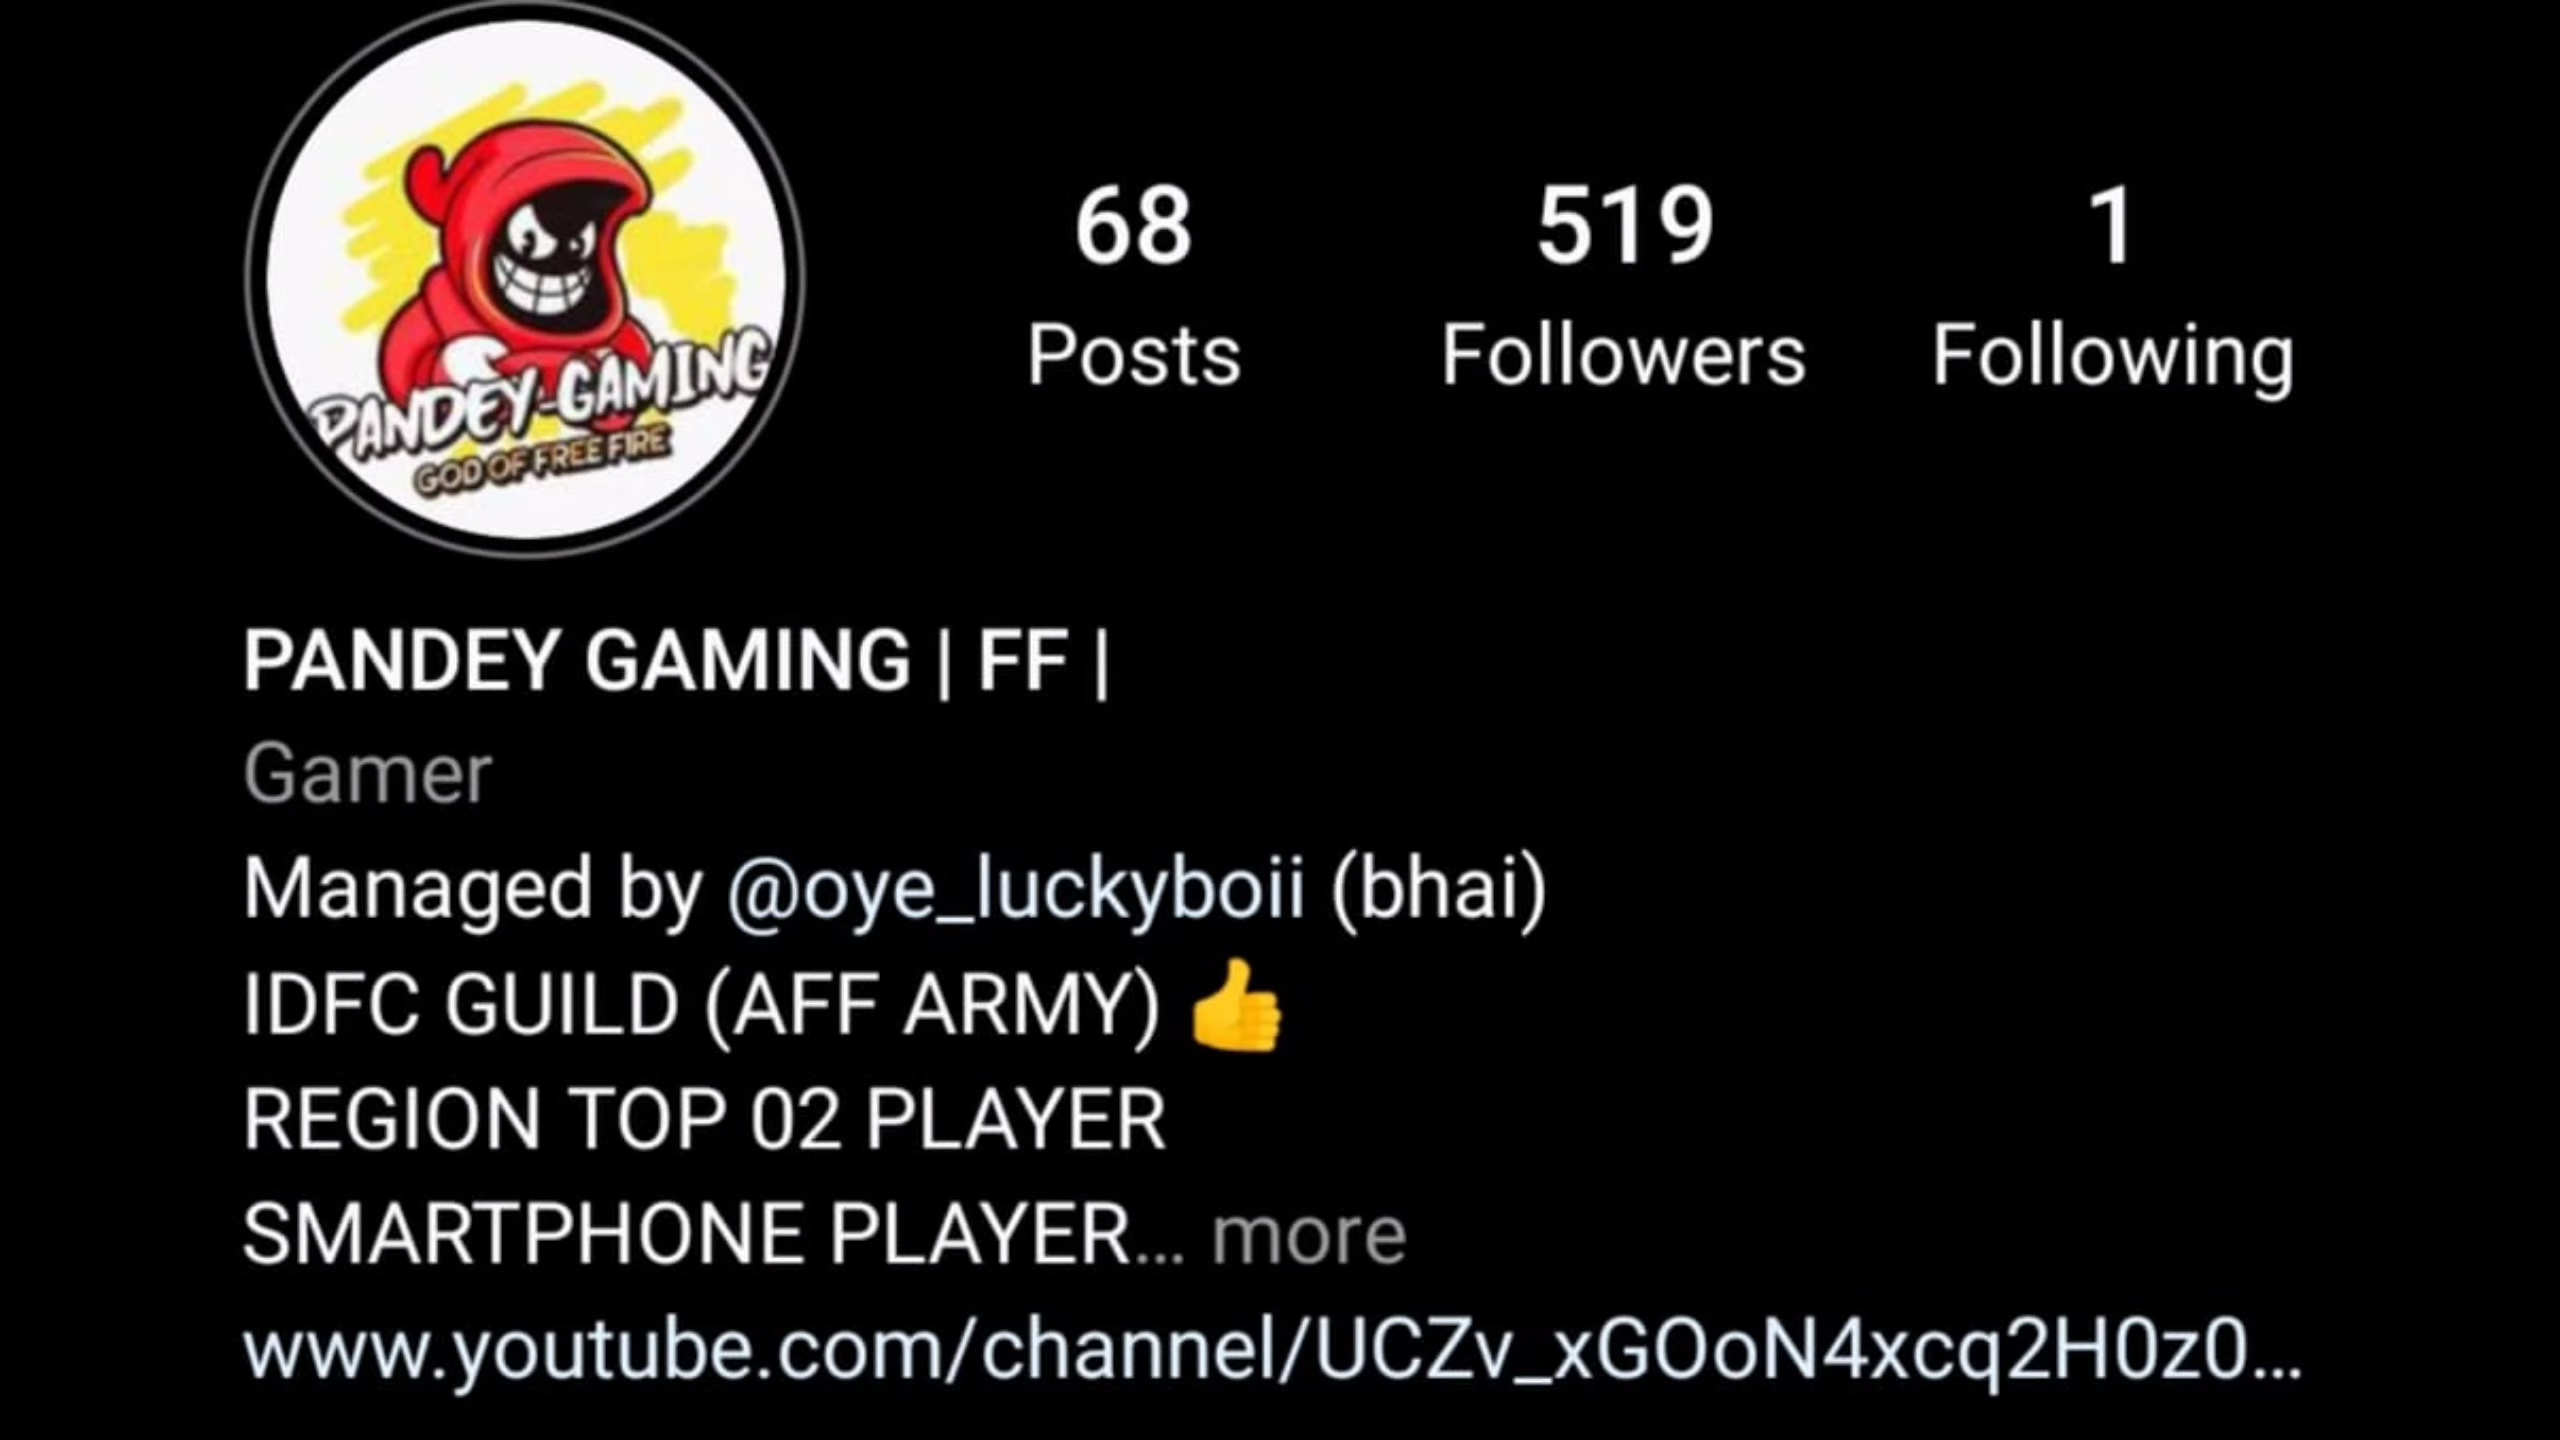 68
519
1
Posts
Followers
Following
PANDEY-GAMING
GOD OF FREE FIRE
PANDEY GAMING | FF |
Gamer
Managed by @oye_luckyboii (bhai)
IDFC GUILD (AFF ARMY) 👍
REGION TOP 02 PLAYER
SMARTPHONE PLAYER... more
www.youtube.com/channel/UCZv_xGOoN4xcq2H0z0...